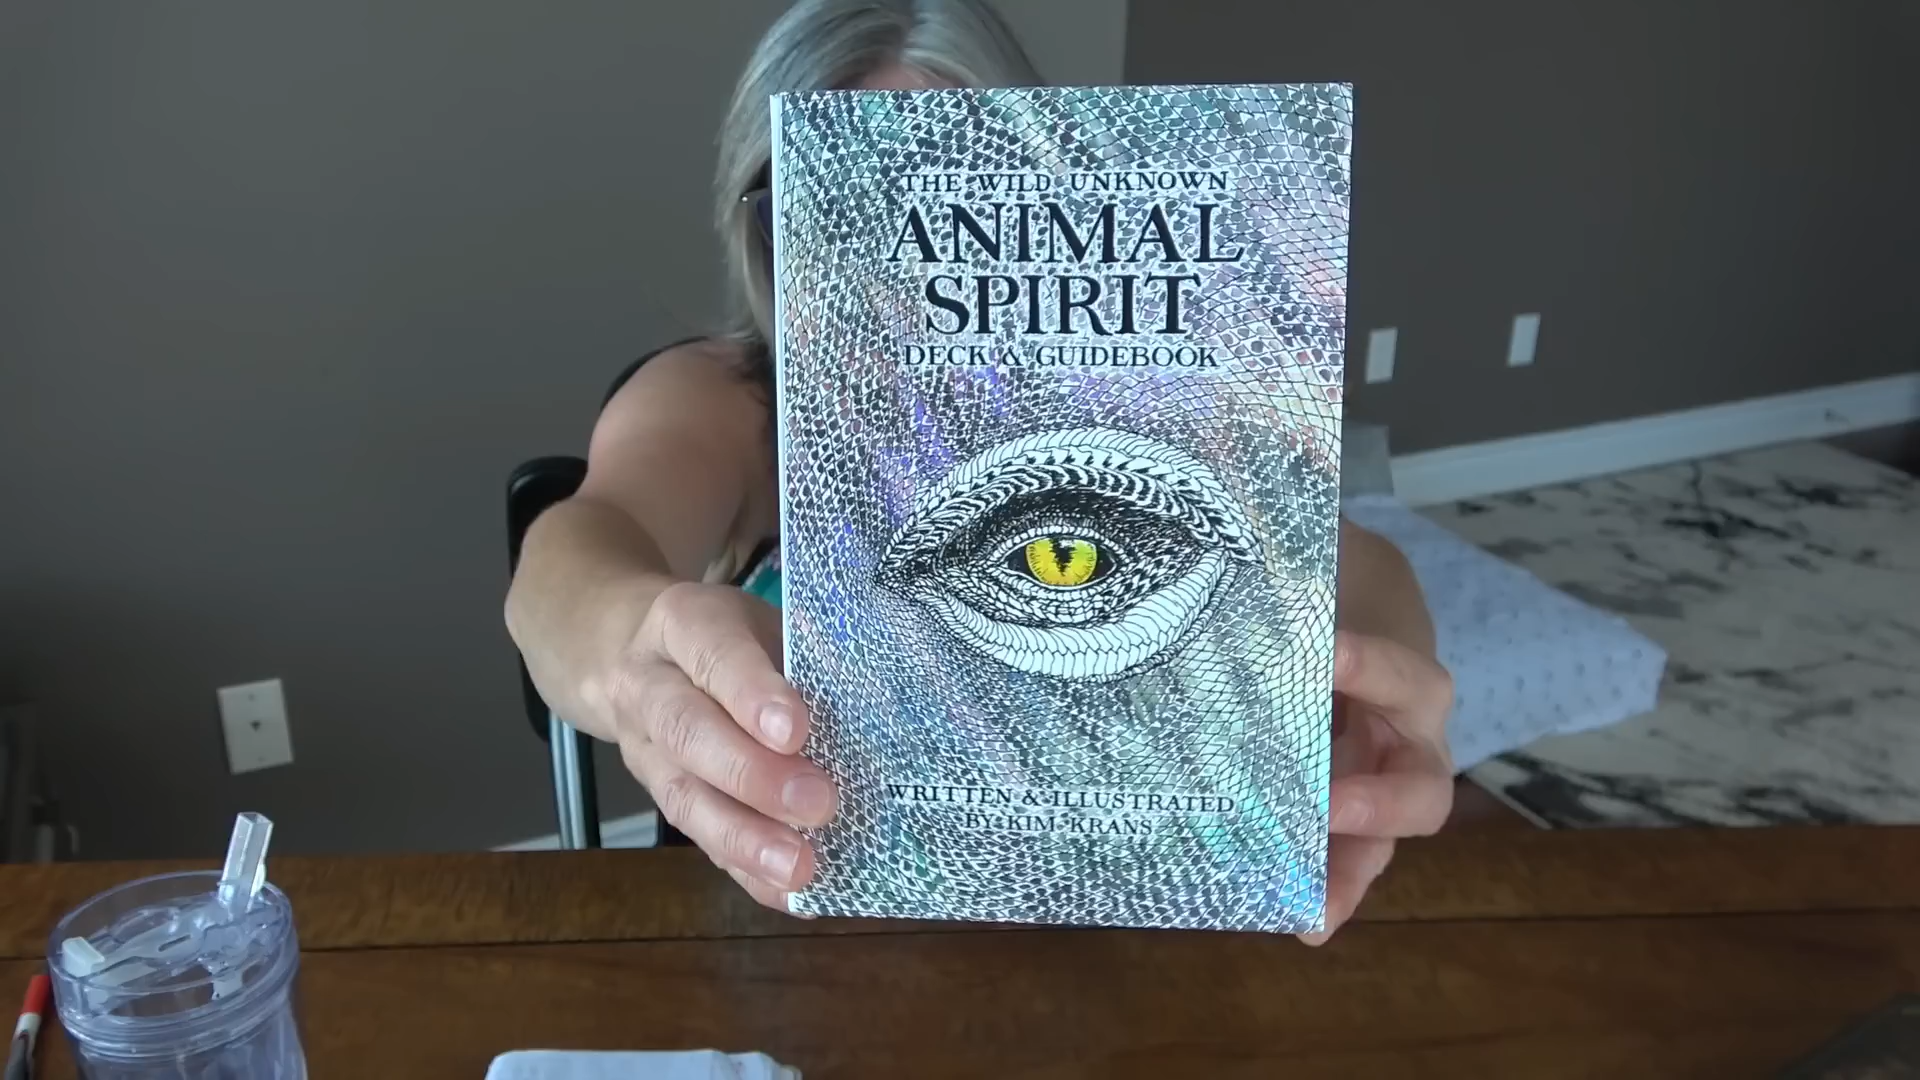 THE WILD UNKNOWN
ANIMAL
SPIRIT
DECK & GUIDEBOOK
WRITTEN & ILLUSTRATED
BY KIM KRANS